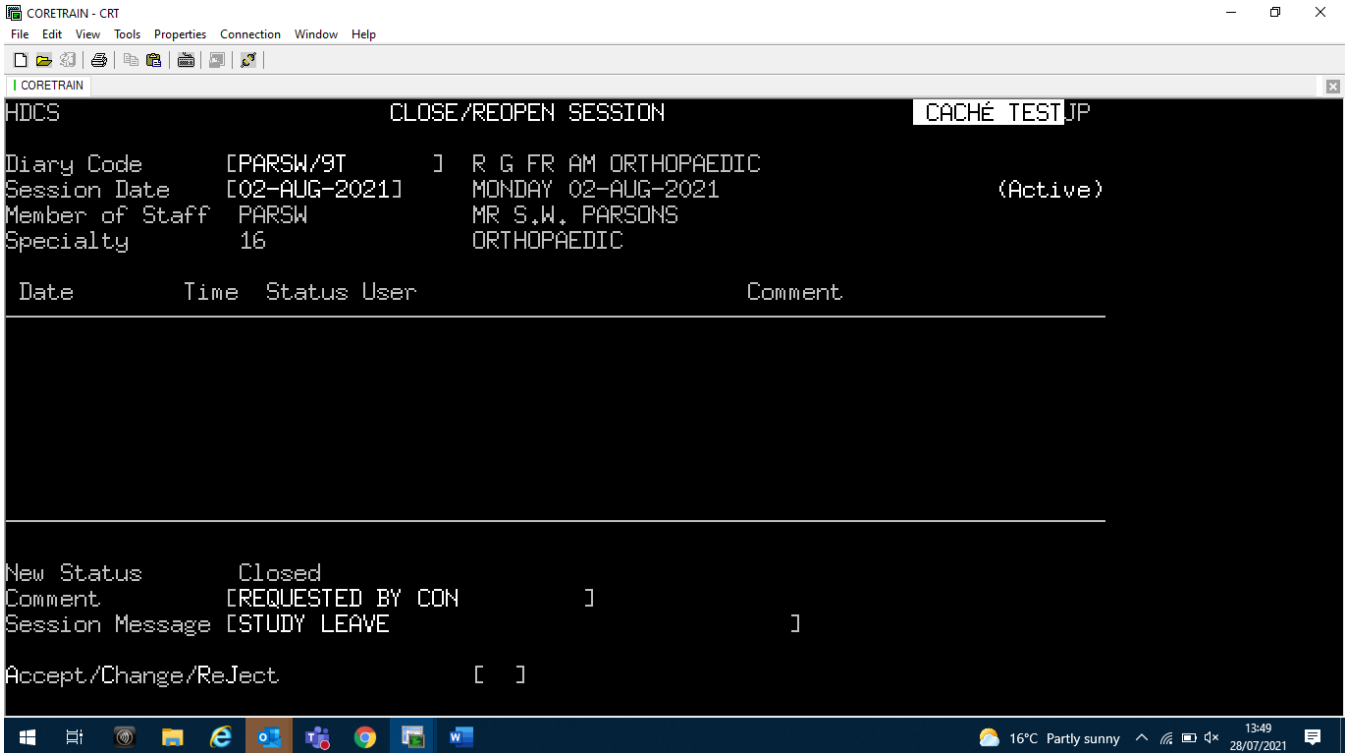 CORETRAIN - CRT
File Edit View Tools Properties Connection Window Help
CORETRAIN
HDCS CLOSE/REOPEN SESSION CACHÉ TESTJP
Diary Code [PARSW/9T ] R G FR AM ORTHOPAEDIC
Session Date [02-AUG-2021] MONDAY 02-AUG-2021 (Active)
Member of Staff PARSW MR S.W. PARSONS
Specialty 16 ORTHOPAEDIC
Date Time Status User Comment
New Status Closed
Comment [REQUESTED BY CON ]
Session Message [STUDY LEAVE ]
Accept/Change/ReJect [ ]
16°C Partly sunny 13:49
28/07/2021